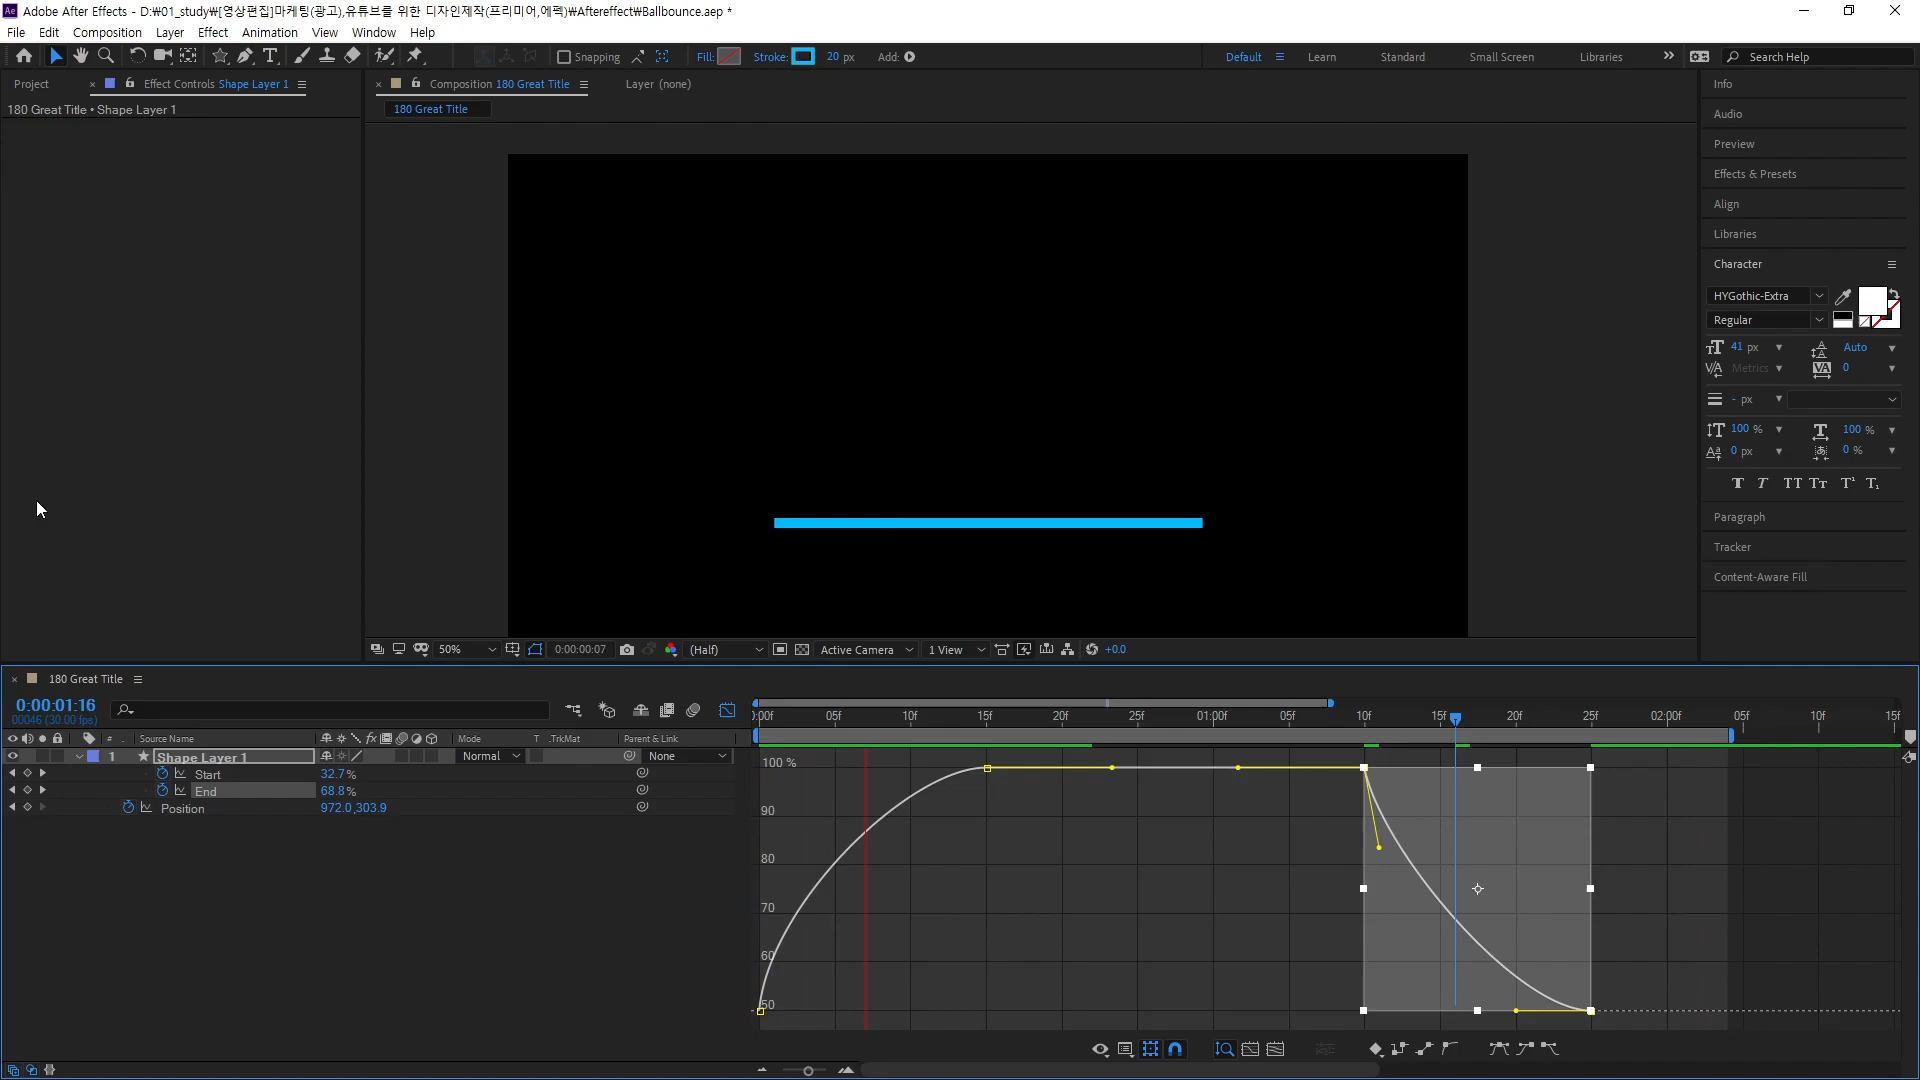 Ae Adobe After Effects - D:₩01_study₩[영상편집]마케팅(광고),유튜브를 위한 디자인제작(프리미어,에펙)₩Aftereffect₩Ballbounce.aep *
File Edit Composition Layer Effect Animation View Window Help
Snapping Fill: Stroke: 20 px Add: Default Learn Standard Small Screen Libraries Search Help
Project Effect Controls Shape Layer 1 Composition 180 Great Title Layer (none)
180 Great Title • Shape Layer 1
180 Great Title
Info
Audio
Preview
Effects & Presets
Align
Libraries
Character
HYGothic-Extra
Regular
41 px Auto
Metrics 0
- px
100 % 100 %
0 px 0 %
T T TT Tт T¹ T₁
Paragraph
Tracker
Content-Aware Fill
50% 0:00:00:07 (Half) Active Camera 1 View +0.0
180 Great Title
0:00:01:16
00046 (30.00 fps)
0:00f 05f 10f 15f 20f 25f 01:00f 05f 10f 15f 20f 25f 02:00f 05f 10f 15f
# Source Name Mode T .TrkMat Parent & Link
1 Shape Layer 1 Normal None
Start 32.7%
End 68.8%
Position 972.0,303.9
100 %
90
80
70
60
50